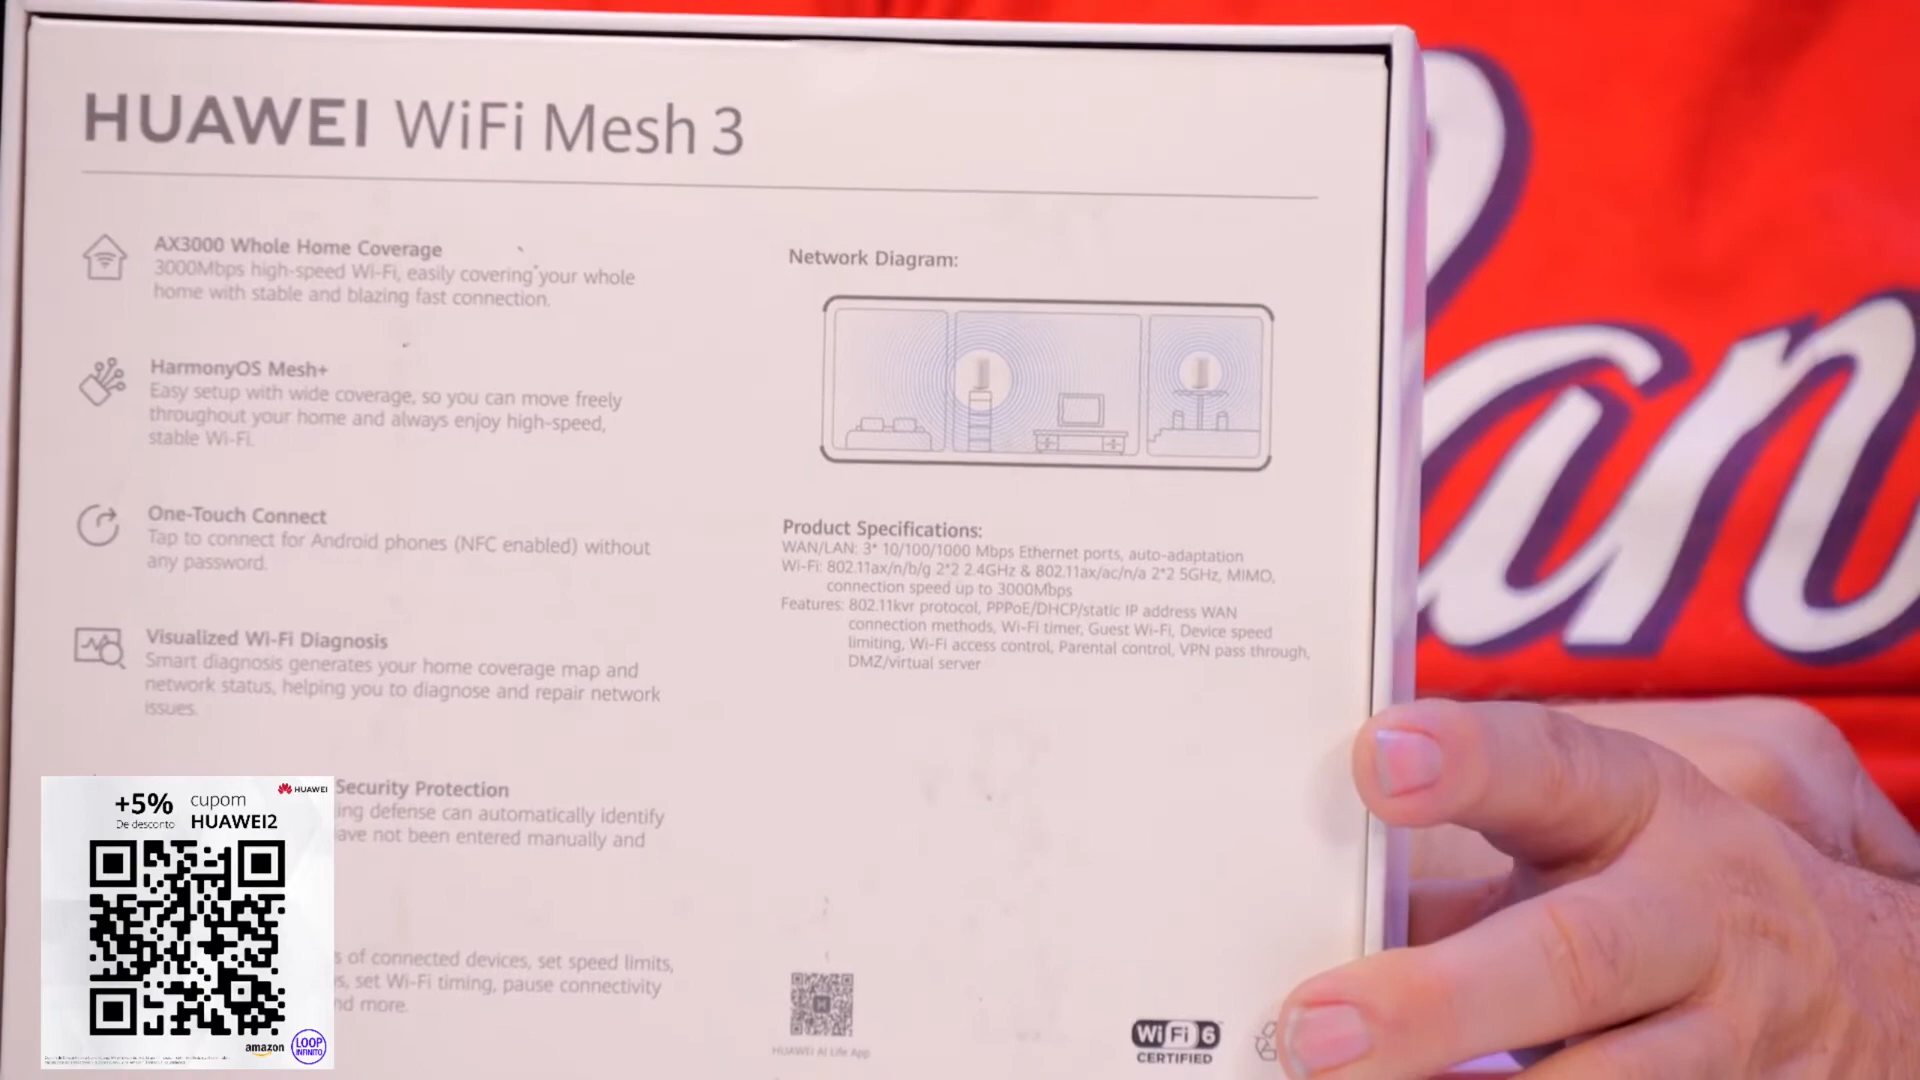 HUAWEI WiFi Mesh 3
AX3000 Whole Home Coverage
3000Mbps high-speed Wi-Fi, easily covering your whole
home with stable and blazing fast connection.
HarmonyOS Mesh+
Easy setup with wide coverage, so you can move freely
throughout your home and always enjoy high-speed,
stable Wi-Fi.
One-Touch Connect
Tap to connect for Android phones (NFC enabled) without
any password.
Visualized Wi-Fi Diagnosis
Smart diagnosis generates your home coverage map and
network status, helping you to diagnose and repair network
issues.
Security Protection
ing defense can automatically identify
ave not been entered manually and
s of connected devices, set speed limits,
s, set Wi-Fi timing, pause connectivity
nd more.
Network Diagram:
Product Specifications:
WAN/LAN: 3* 10/100/1000 Mbps Ethernet ports, auto-adaptation
Wi-Fi: 802.11ax/n/b/g 2*2 2.4GHz & 802.11ax/ac/n/a 2*2 5GHz, MIMO,
connection speed up to 3000Mbps
Features: 802.11kvr protocol, PPPoE/DHCP/static IP address WAN
connection methods, Wi-Fi timer, Guest Wi-Fi, Device speed
limiting, Wi-Fi access control, Parental control, VPN pass through,
DMZ/virtual server
HUAWEI AI Life App
Wi Fi 6
CERTIFIED
HUAWEI
+5% cupom
De desconto HUAWEI2
amazon
LOOP
INFINITO
an